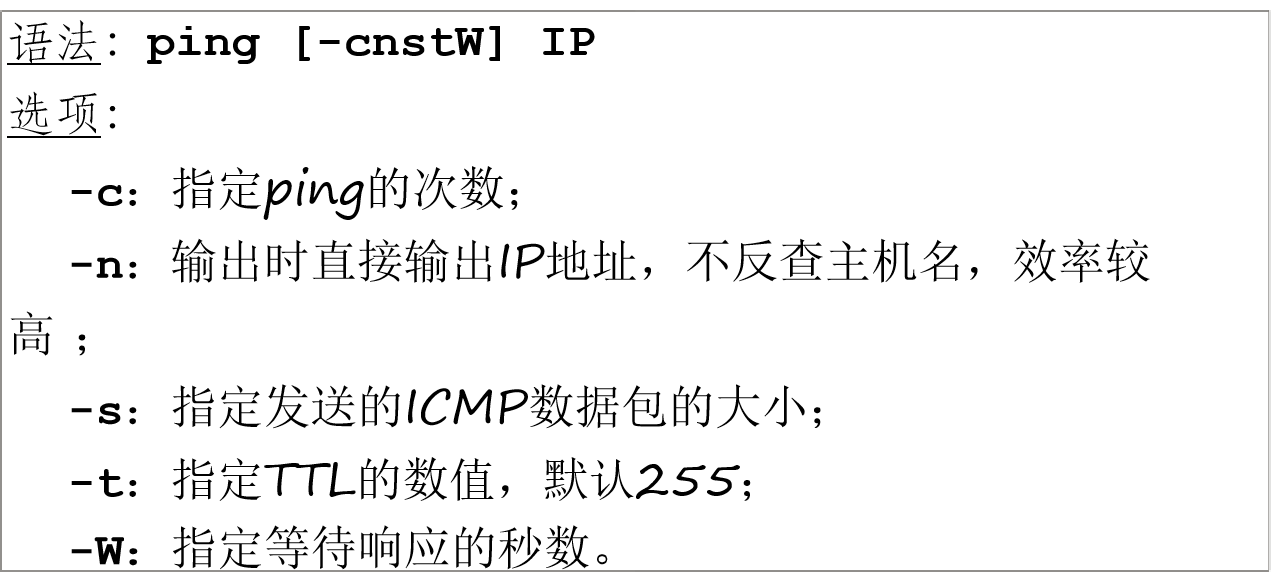 语法: ping [-cnstW] IP
选项:
-c：指定ping的次数；
-n：输出时直接输出IP地址，不反查主机名，效率较
高 ；
-s：指定发送的ICMP数据包的大小；
-t：指定TTL的数值，默认255；
-W：指定等待响应的秒数。